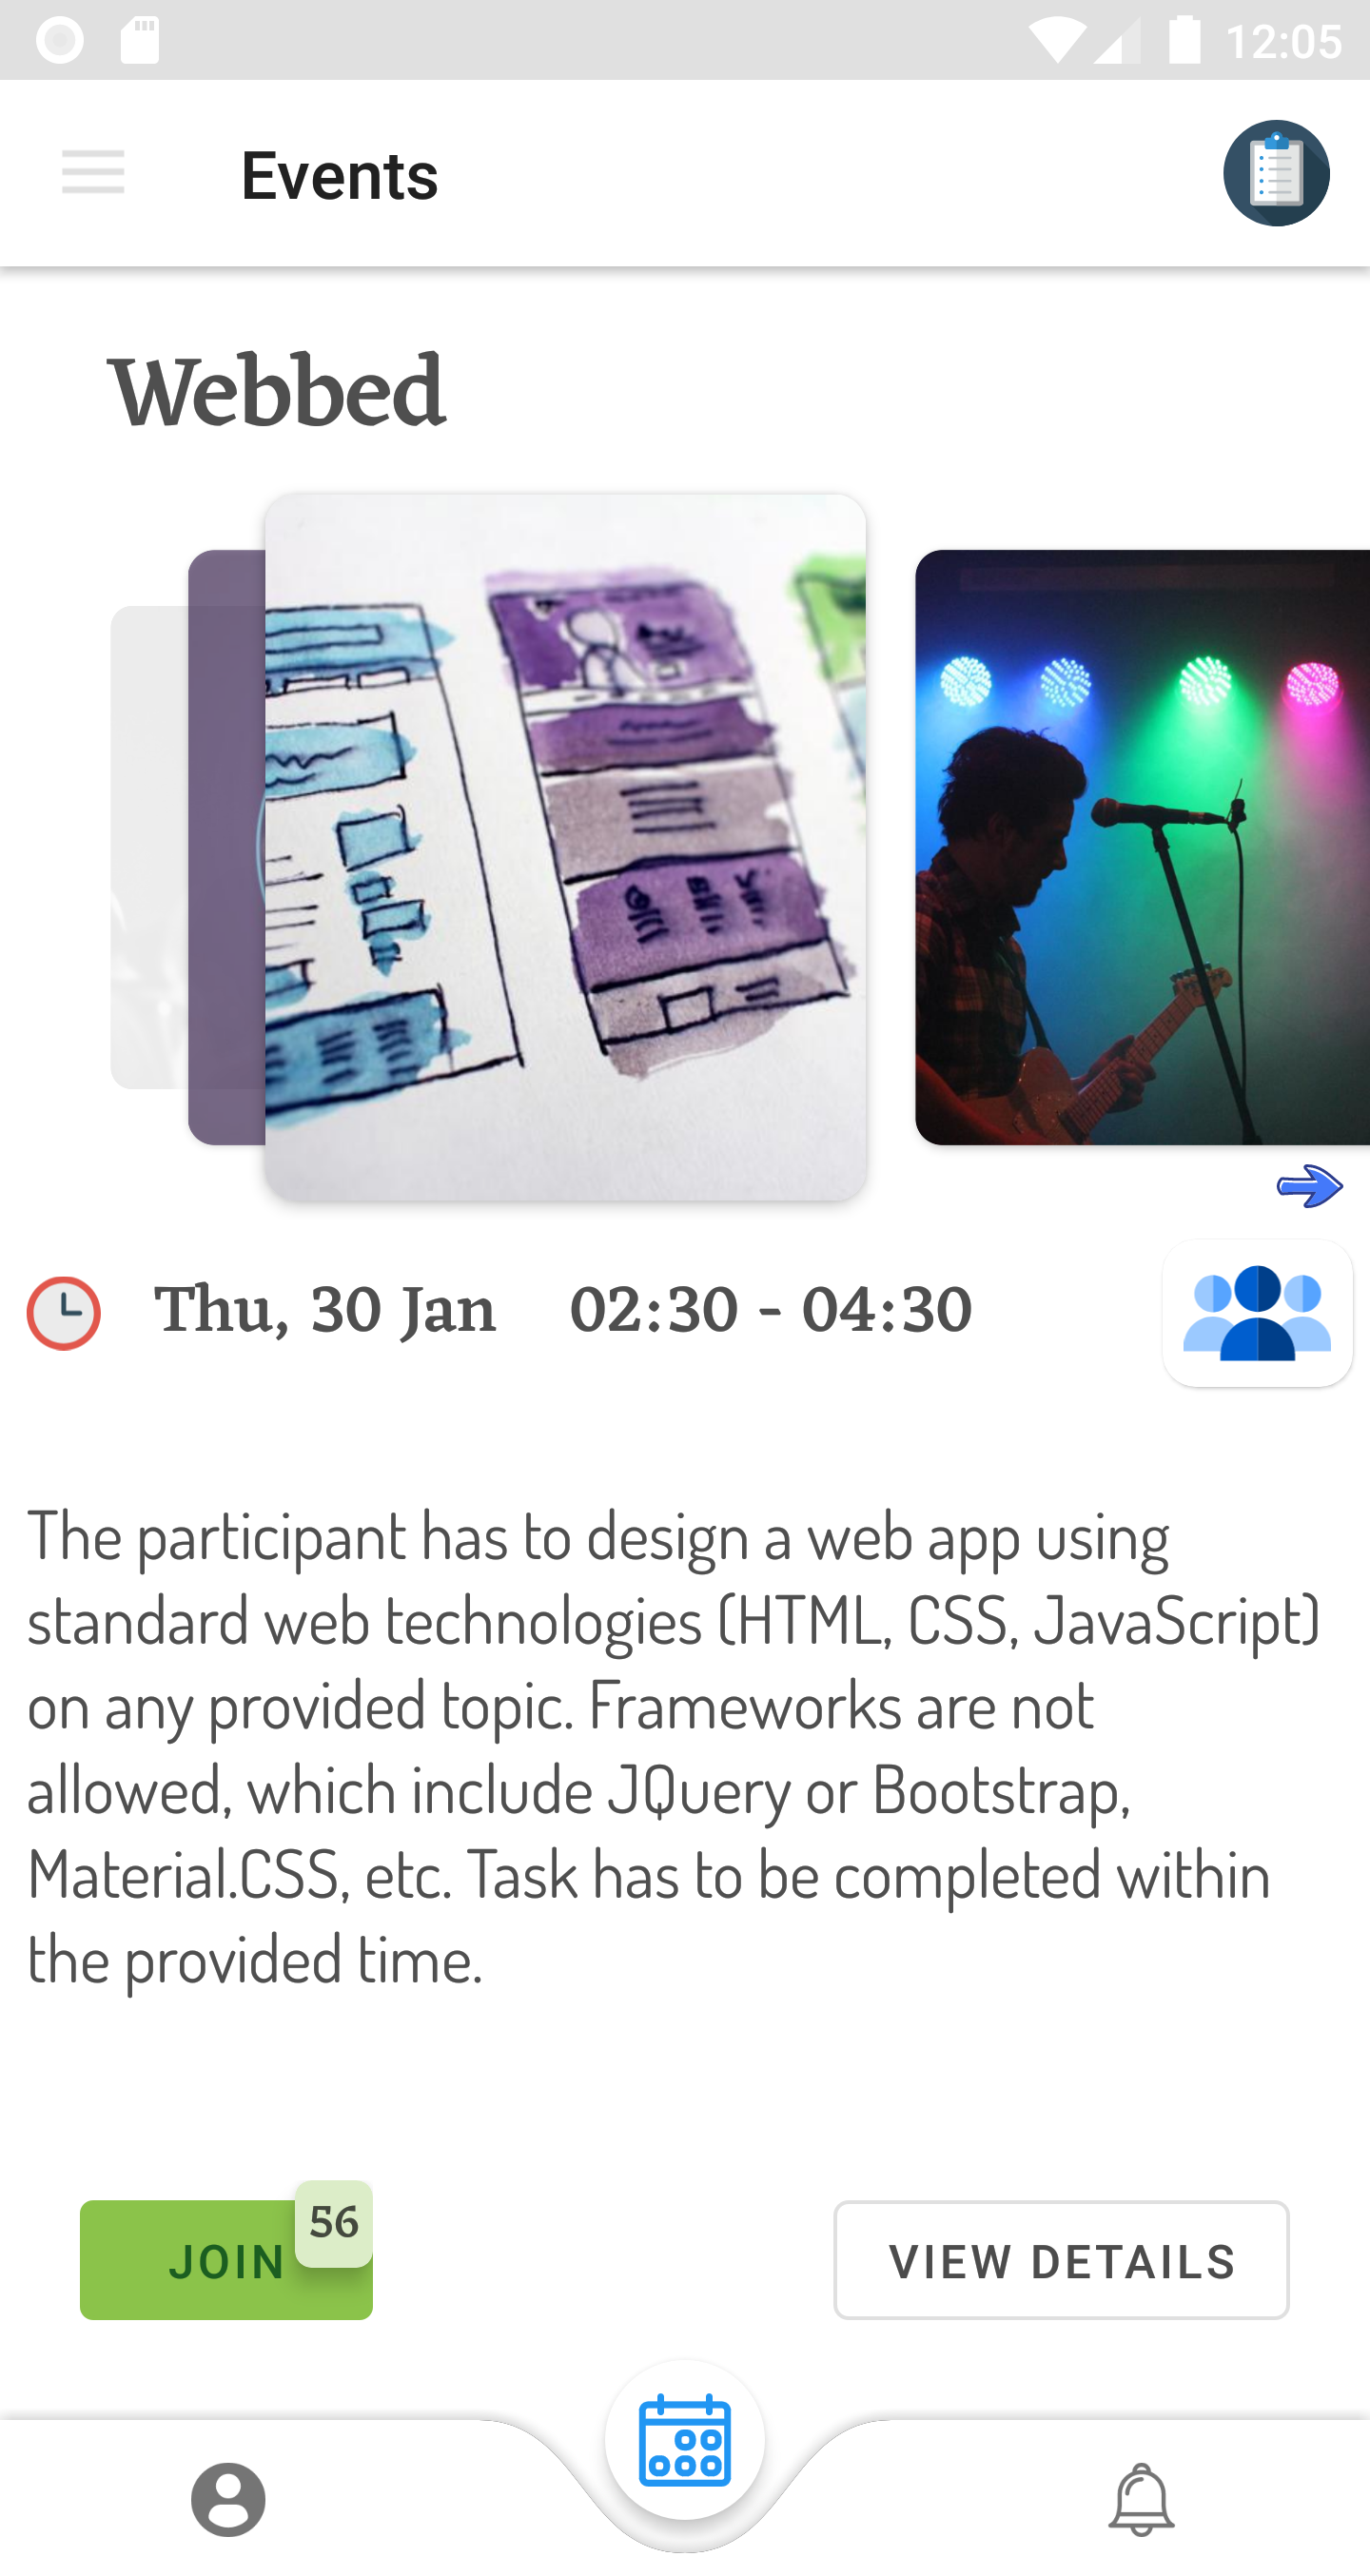 12:05
Events
Webbed
Thu, 30 Jan 02:30 - 04:30
The participant has to design a web app using
standard web technologies (HTML, CSS, JavaScript)
on any provided topic. Frameworks are not
allowed, which include JQuery or Bootstrap,
Material.CSS, etc. Task has to be completed within
the provided time.
56
JOIN
VIEW DETAILS